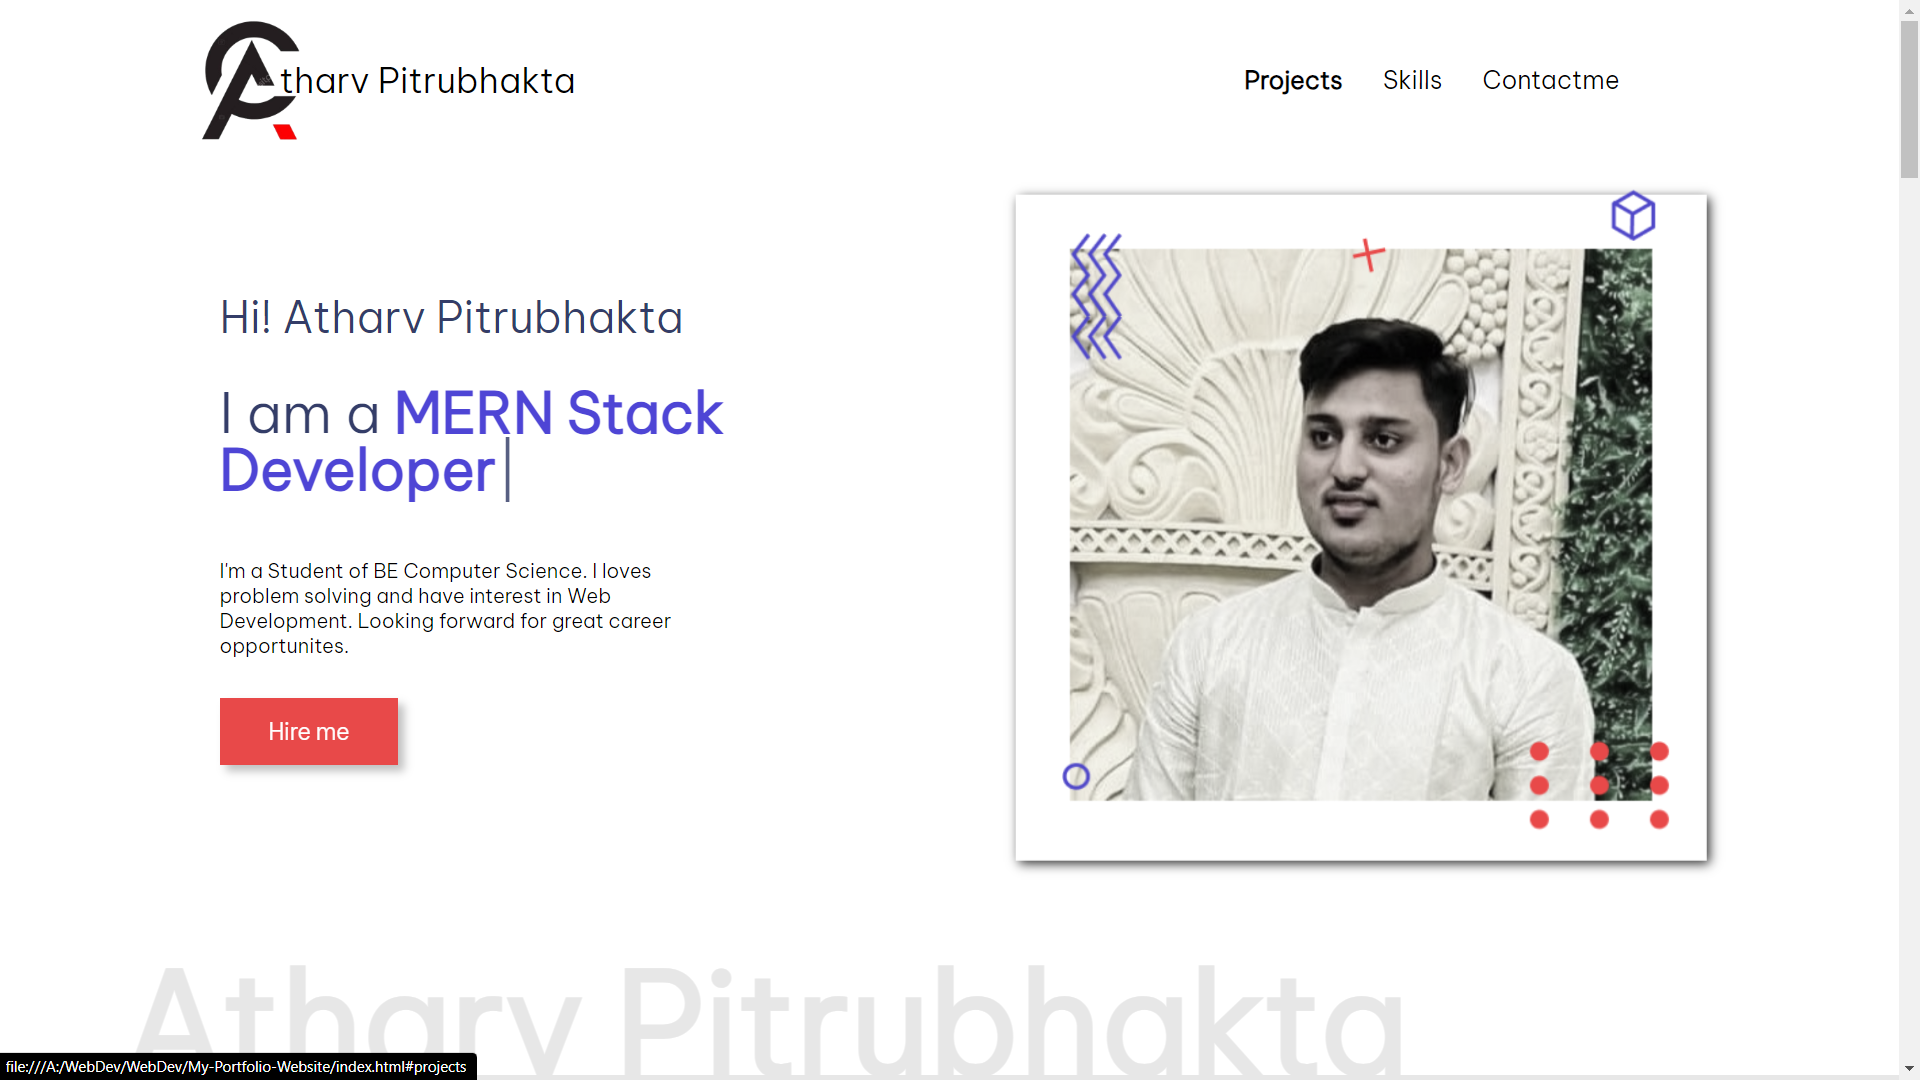 Atharv Pitrubhakta
Projects Skills Contactme
Hi! Atharv Pitrubhakta
I am a MERN Stack
Developer|
I'm a Student of BE Computer Science. I loves
problem solving and have interest in Web
Development. Looking forward for great career
opportunites.
Hire me
Atharv Pitrubhakta
file:///A:/WebDev/WebDev/My-Portfolio-Website/index.html#projects